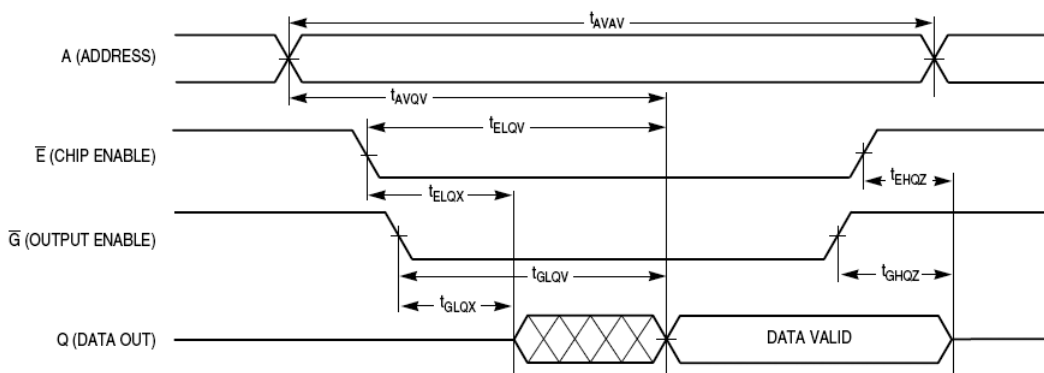 tAVAV
A (ADDRESS)
tAVQV
tELQV
E̅ (CHIP ENABLE)
tEHQZ
tELQX
G̅ (OUTPUT ENABLE)
tGLQV
tGHQZ
tGLQX
Q (DATA OUT)
DATA VALID